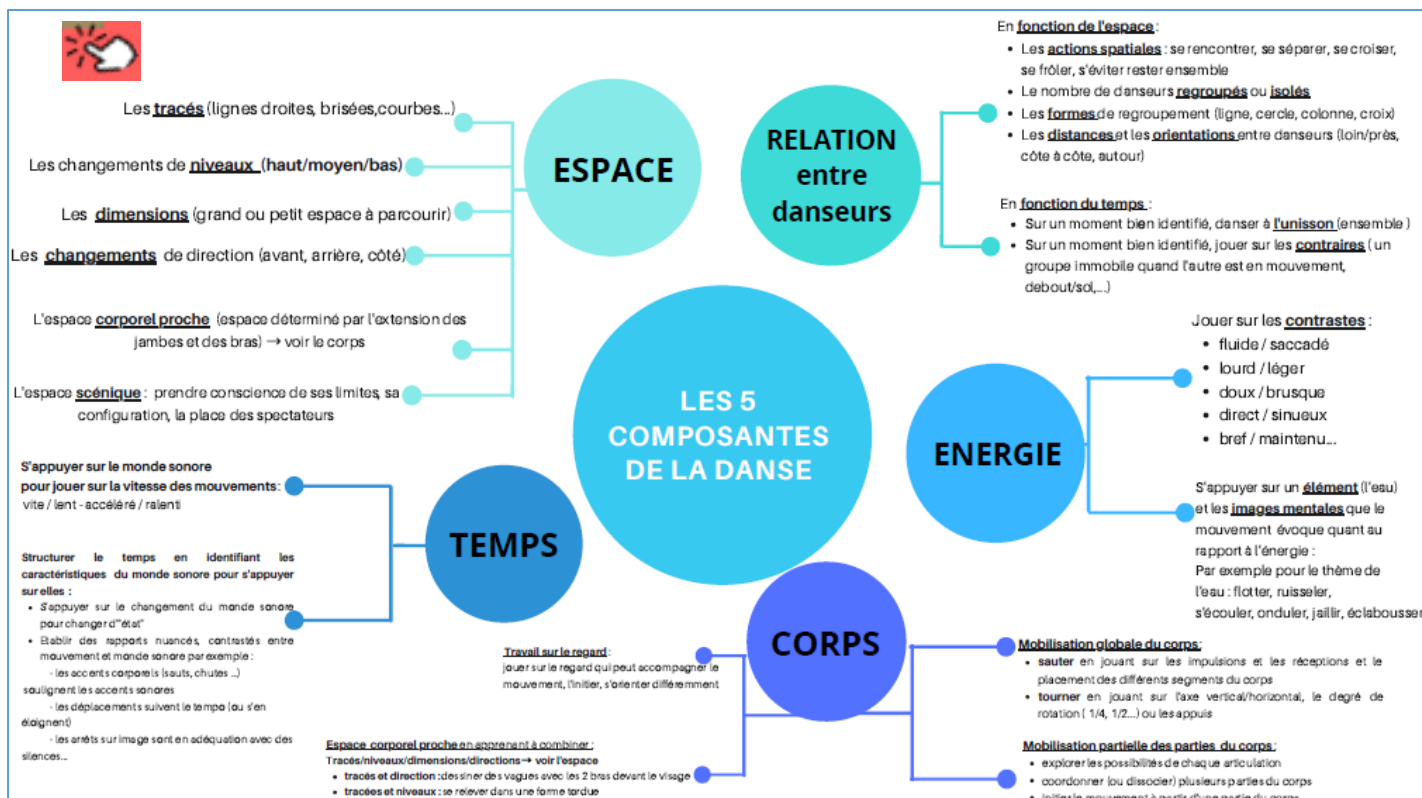 Les tracés (lignes droites, brisées,courbes...)
Les changements de niveaux (haut/moyen/bas)
Les dimensions (grand ou petit espace à parcourir)
Les changements de direction (avant, arrière, côté)
L'espace corporel proche (espace déterminé par l'extension des
jambes et des bras) → voir le corps
L'espace scénique : prendre conscience de ses limites, sa
configuration, la place des spectateurs
ESPACE
RELATION
entre
danseurs
En fonction de l'espace :
• Les actions spatiales : se rencontrer, se séparer, se croiser,
se frôler, s'éviter rester ensemble
• Le nombre de danseurs regroupés ou isolés
• Les formes de regroupement (ligne, cercle, colonne, croix)
• Les distances et les orientations entre danseurs (loin/près,
côte à côte, autour)
En fonction du temps :
• Sur un moment bien identifié, danser à l'unisson (ensemble )
• Sur un moment bien identifié, jouer sur les contraires ( un
groupe immobile quand l'autre est en mouvement,
debout/sol,...)
LES 5
COMPOSANTES
DE LA DANSE
ENERGIE
Jouer sur les contrastes :
• fluide / saccadé
• lourd / léger
• doux / brusque
• direct / sinueux
• bref / maintenu...
S'appuyer sur un élément (l'eau)
et les images mentales que le
mouvement évoque quant au
rapport à l'énergie :
Par exemple pour le thème de
l'eau : flotter, ruisseler,
s'écouler, onduler, jaillir, éclabousser
TEMPS
S'appuyer sur le monde sonore
pour jouer sur la vitesse des mouvements :
vite / lent - accéléré / ralenti
Structurer le temps en identifiant les
caractéristiques du monde sonore pour s'appuyer
sur elles :
• S'appuyer sur le changement du monde sonore
pour changer d'"état"
• Etablir des rapports nuancés, contrastés entre
mouvement et monde sonore par exemple :
- les accents corporels (sauts, chutes ...)
soulignent les accents sonores
- les déplacements suivent le tempo (ou s'en
éloignent)
- les arrêts sur image sont en adéquation avec des
silences...
CORPS
Travail sur le regard :
jouer sur le regard qui peut accompagner le
mouvement, l'initier, s'orienter différemment
Espace corporel proche en apprenant à combiner :
Tracés/niveaux/dimensions/directions → voir l'espace
• tracés et direction : dessiner des vagues avec les 2 bras devant le visage
• tracées et niveaux : se relever dans une forme tordue
Mobilisation globale du corps:
• sauter en jouant sur les impulsions et les réceptions et le
placement des différents segments du corps
• tourner en jouant sur l'axe vertical/horizontal, le degré de
rotation ( 1/4, 1/2...) ou les appuis
Mobilisation partielle des parties du corps :
• explorer les possibilités de chaque articulation
• coordonner (ou dissocier) plusieurs parties du corps
• initier le mouvement à partir d'une partie du corps